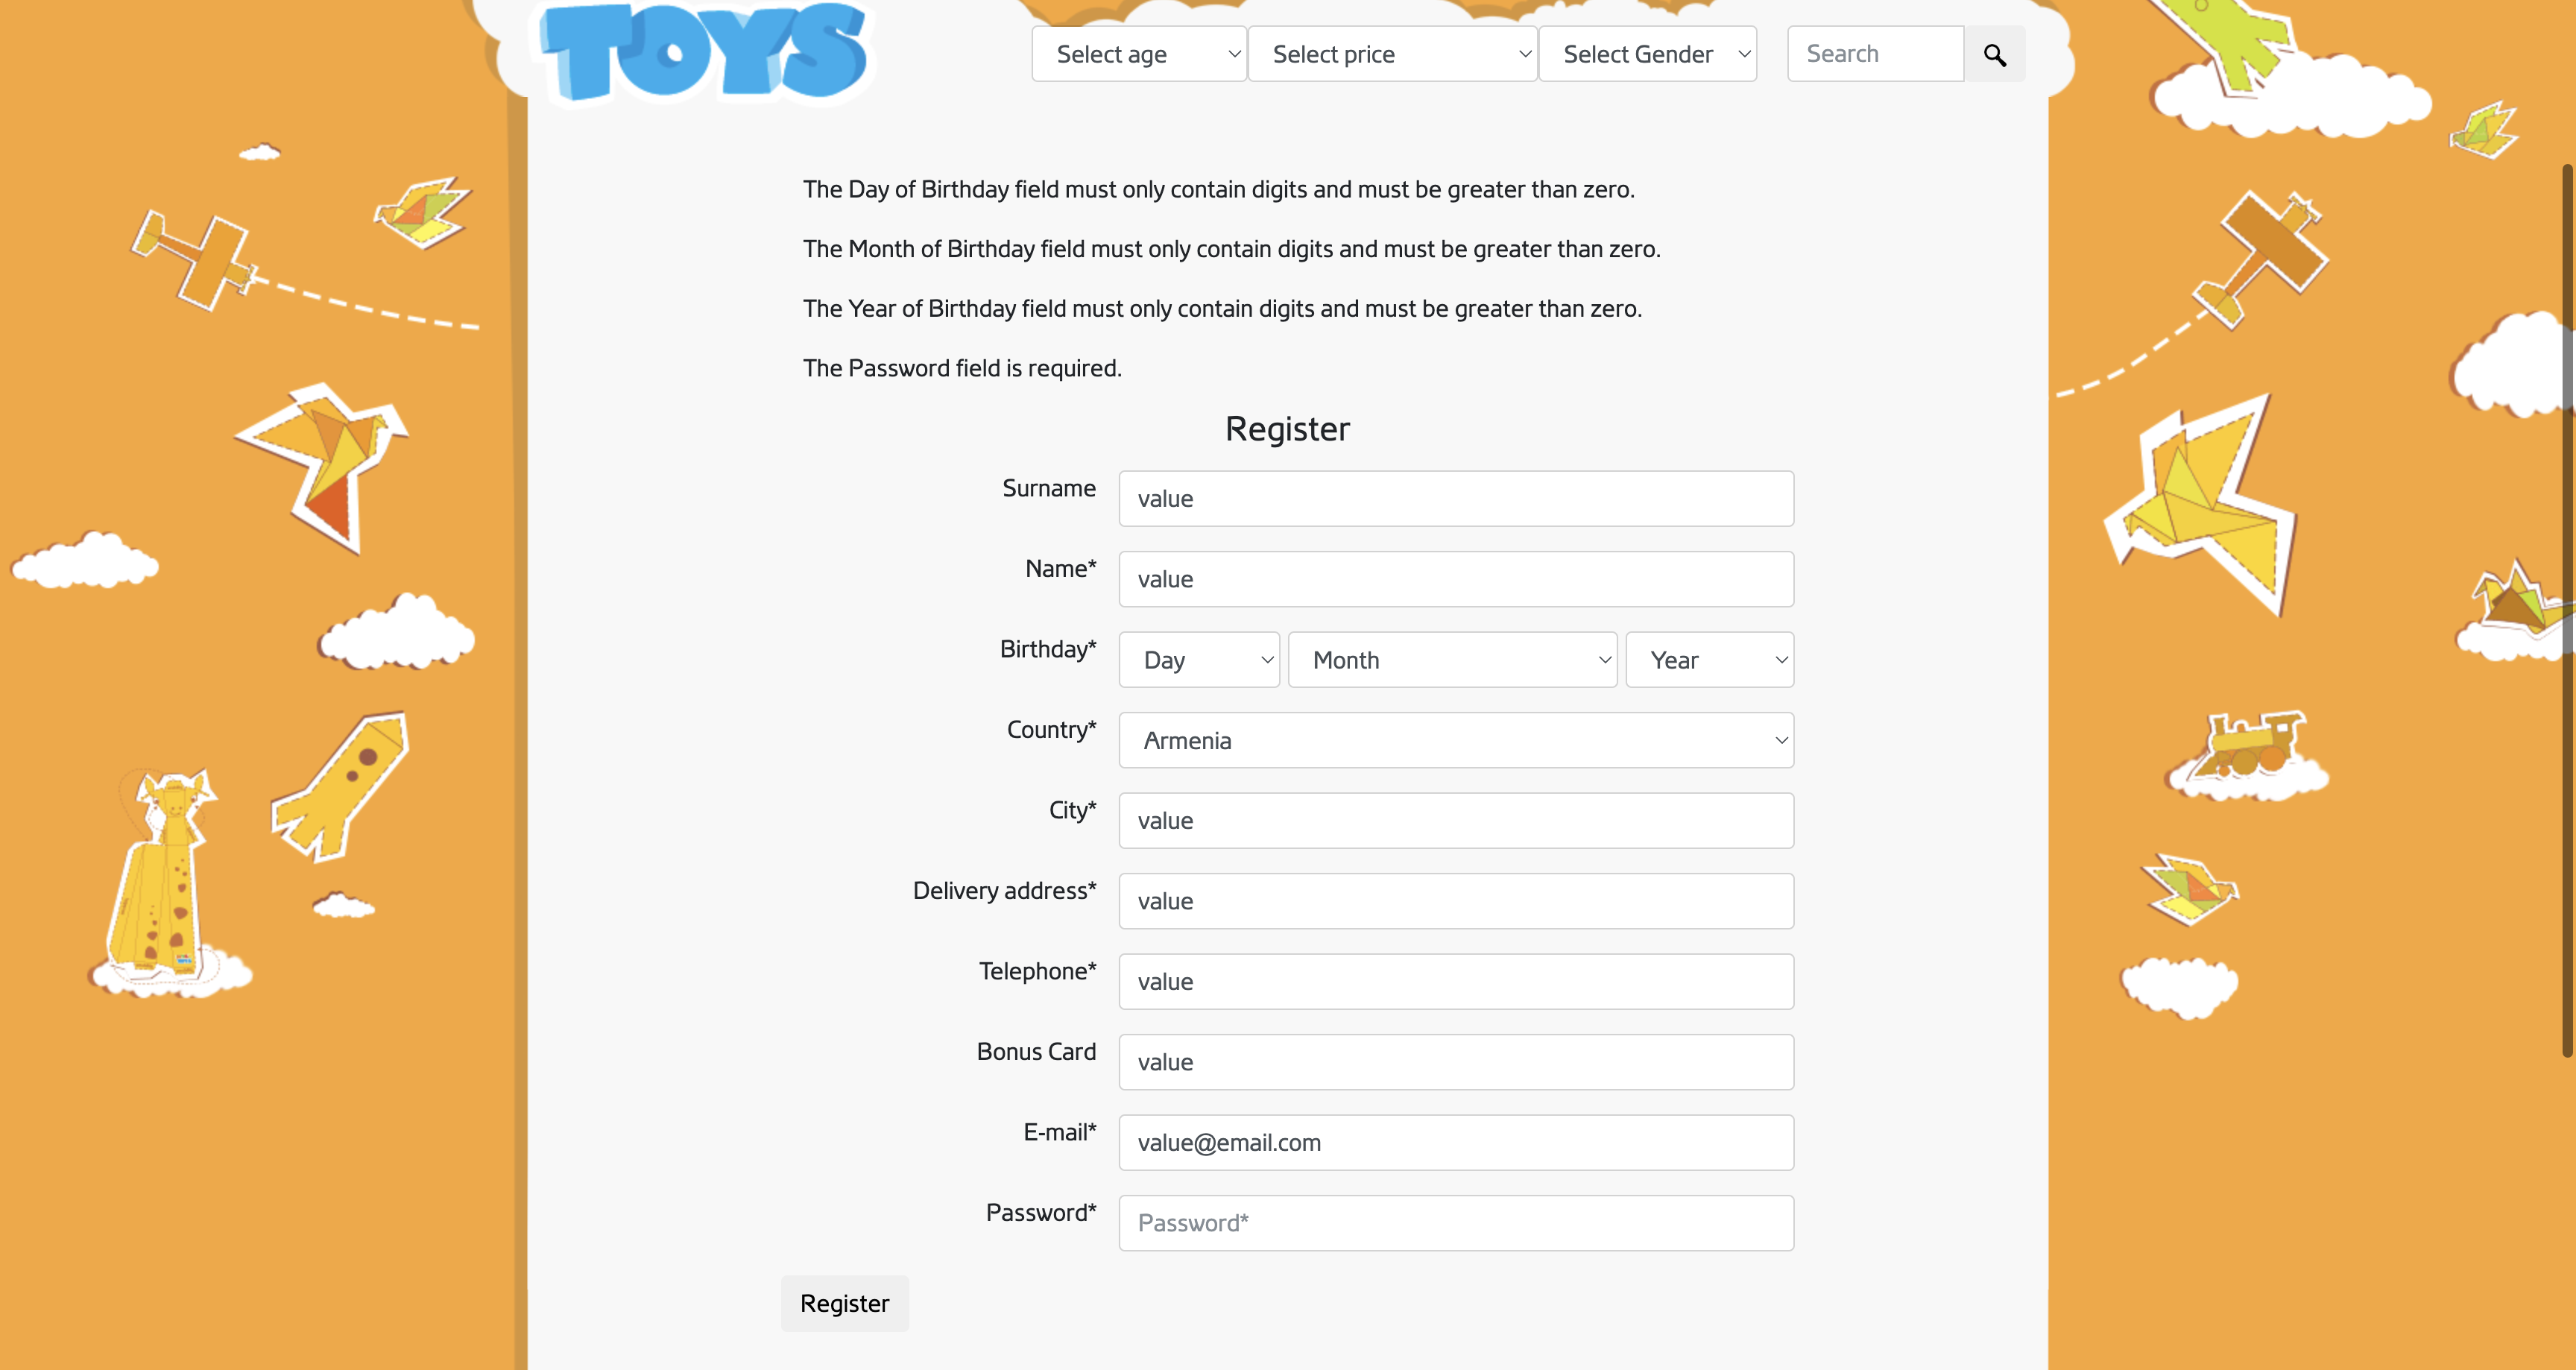 TOYS
Select age Select price Select Gender Search
The Day of Birthday field must only contain digits and must be greater than zero.
The Month of Birthday field must only contain digits and must be greater than zero.
The Year of Birthday field must only contain digits and must be greater than zero.
The Password field is required.
Register
Surname value
Name* value
Birthday* Day Month Year
Country* Armenia
City* value
Delivery address* value
Telephone* value
Bonus Card value
E-mail* value@email.com
Password* Password*
Register